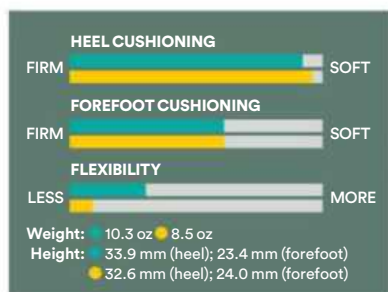 HEEL CUSHIONING
FIRM SOFT
FOREFOOT CUSHIONING
FIRM SOFT
FLEXIBILITY
LESS MORE
Weight: 10.3 oz 8.5 oz
Height: 33.9 mm (heel); 23.4 mm (forefoot)
32.6 mm (heel); 24.0 mm (forefoot)